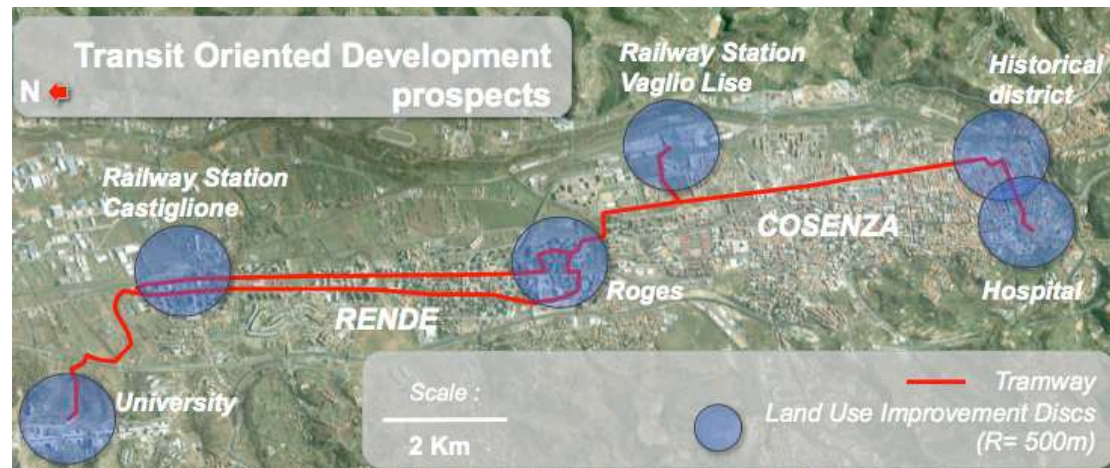 Transit Oriented Development
prospects
N
Railway Station
Vaglio Lise
Historical
district
Railway Station
Castiglione
COSENZA
RENDE
Roges
Hospital
University
Scale :
2 Km
Tramway
Land Use Improvement Discs
(R= 500m)